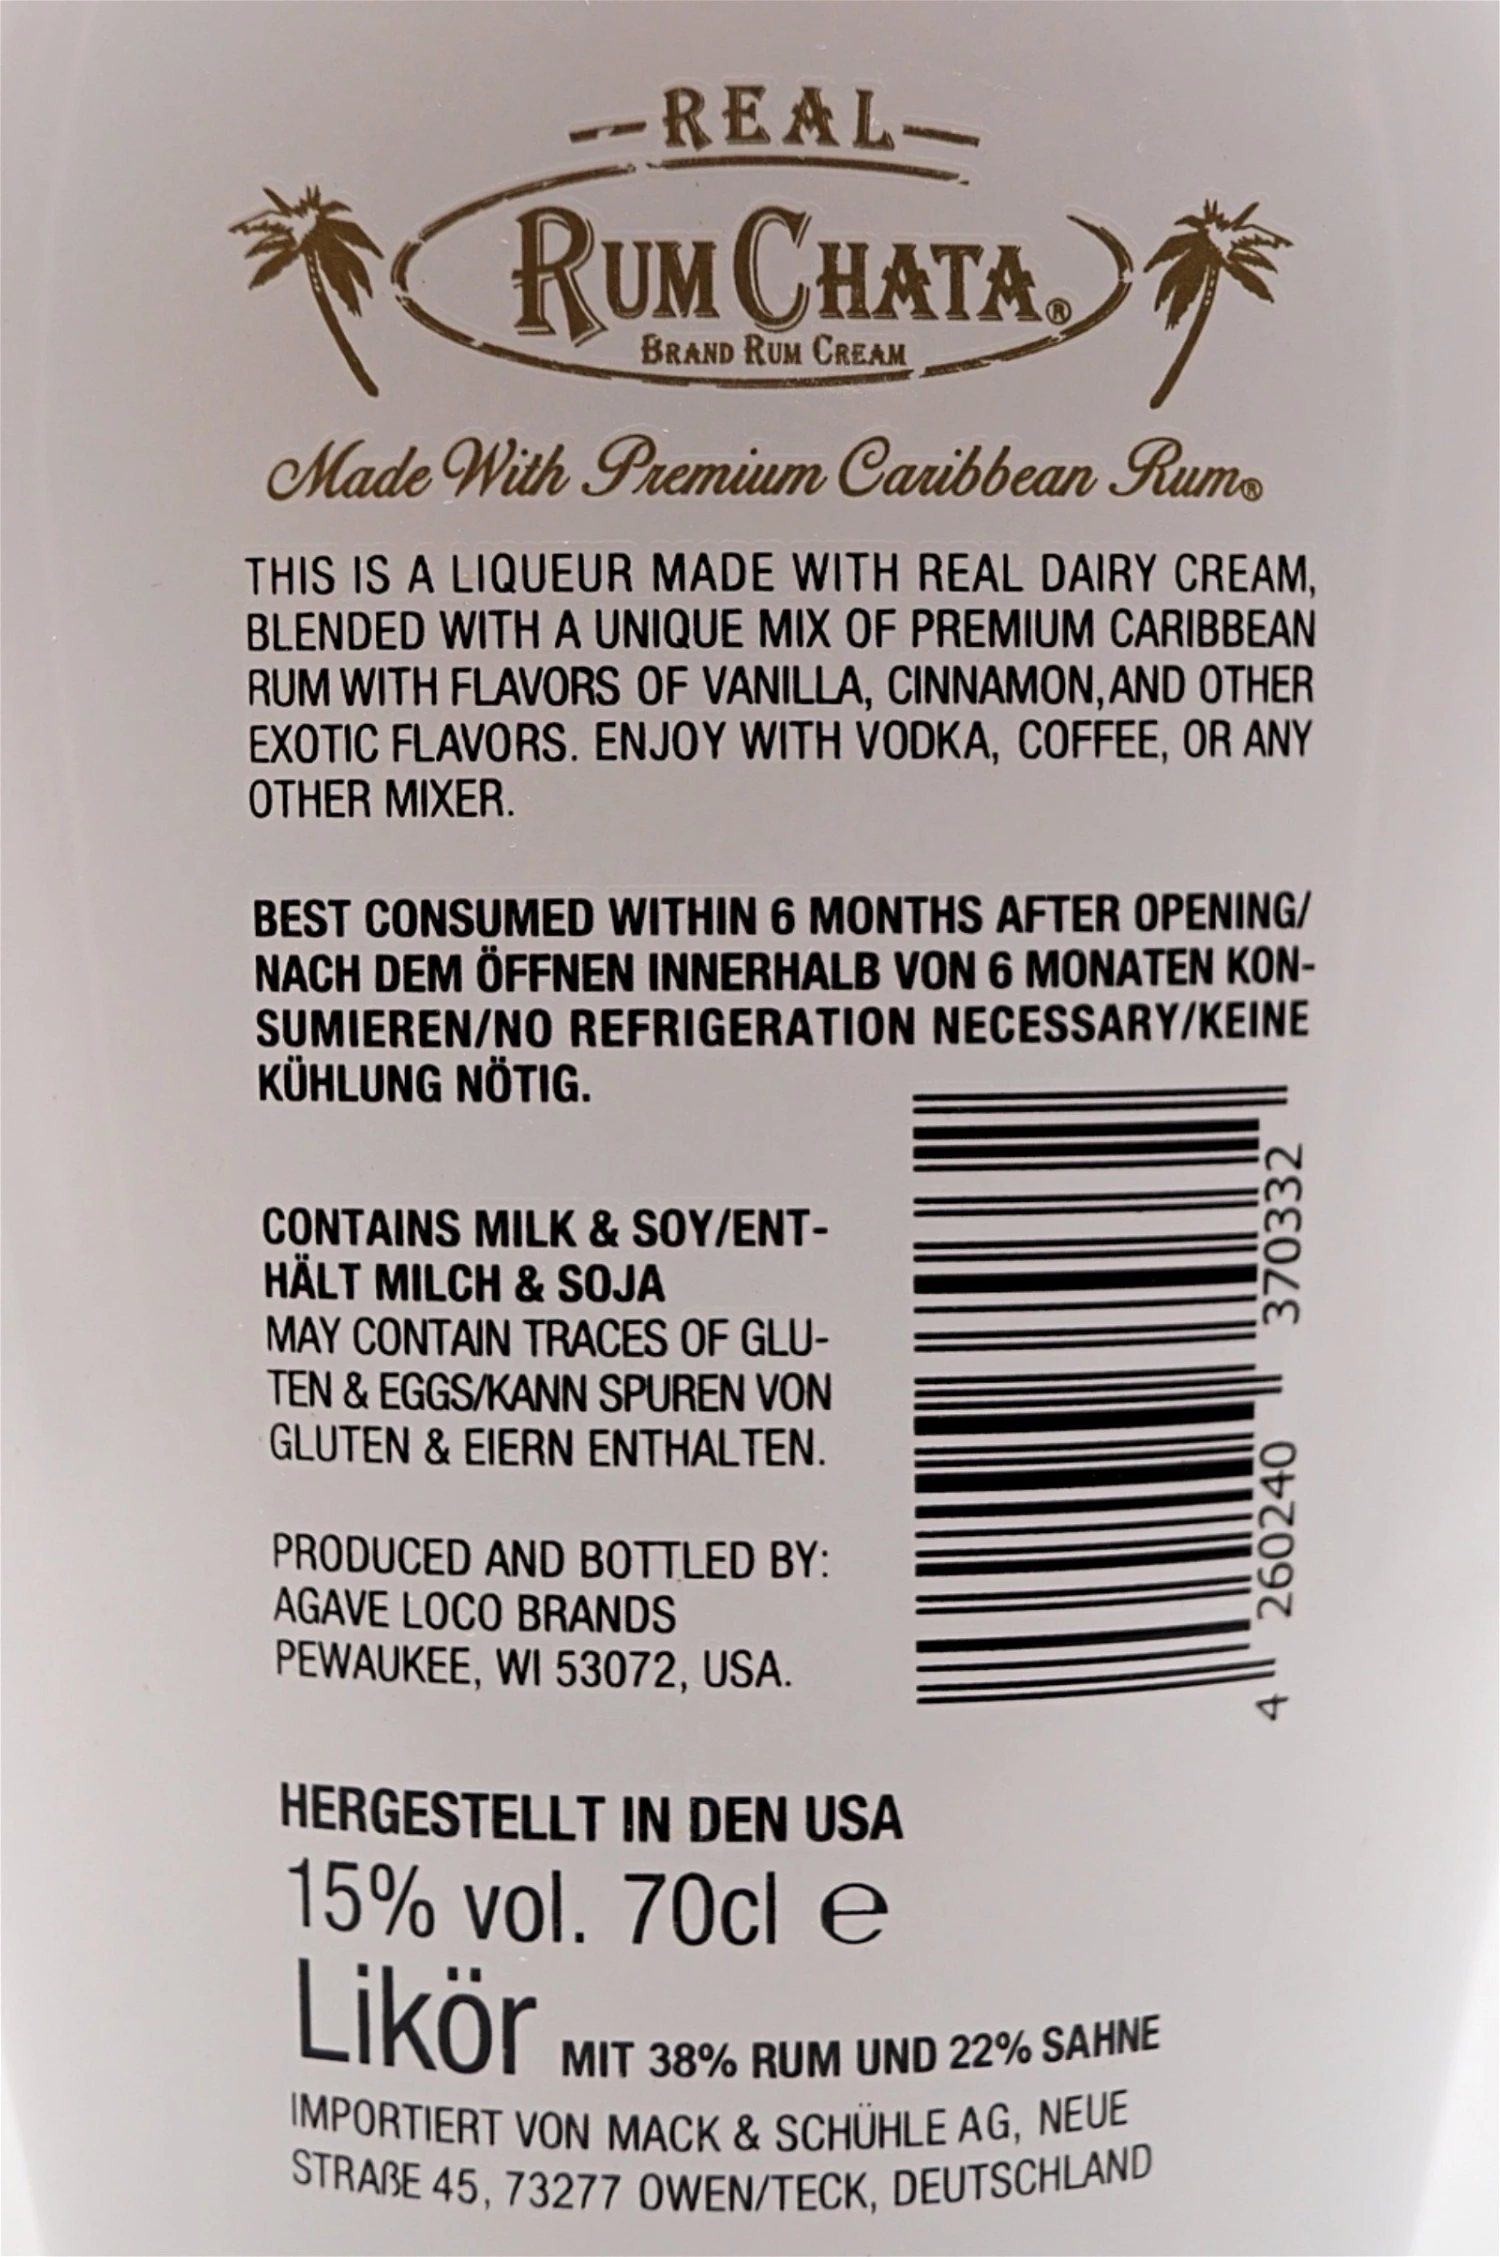 REAL
RUMCHATA®
BRAND RUM CREAM
Made With Premium Caribbean Rum®
THIS IS A LIQUEUR MADE WITH REAL DAIRY CREAM,
BLENDED WITH A UNIQUE MIX OF PREMIUM CARIBBEAN
RUM WITH FLAVORS OF VANILLA, CINNAMON, AND OTHER
EXOTIC FLAVORS. ENJOY WITH VODKA, COFFEE, OR ANY
OTHER MIXER.
BEST CONSUMED WITHIN 6 MONTHS AFTER OPENING/
NACH DEM ÖFFNEN INNERHALB VON 6 MONATEN KON-
SUMIEREN/NO REFRIGERATION NECESSARY/KEINE
KÜHLUNG NÖTIG.
CONTAINS MILK & SOY/ENT-
HÄLT MILCH & SOJA
MAY CONTAIN TRACES OF GLU-
TEN & EGGS/KANN SPUREN VON
GLUTEN & EIERN ENTHALTEN.
PRODUCED AND BOTTLED BY:
AGAVE LOCO BRANDS
PEWAUKEE, WI 53072, USA.
4 260240 370332
HERGESTELLT IN DEN USA
15% vol. 70cl e
Likör MIT 38% RUM UND 22% SAHNE
IMPORTIERT VON MACK & SCHÜHLE AG, NEUE
STRAßE 45, 73277 OWEN/TECK, DEUTSCHLAND